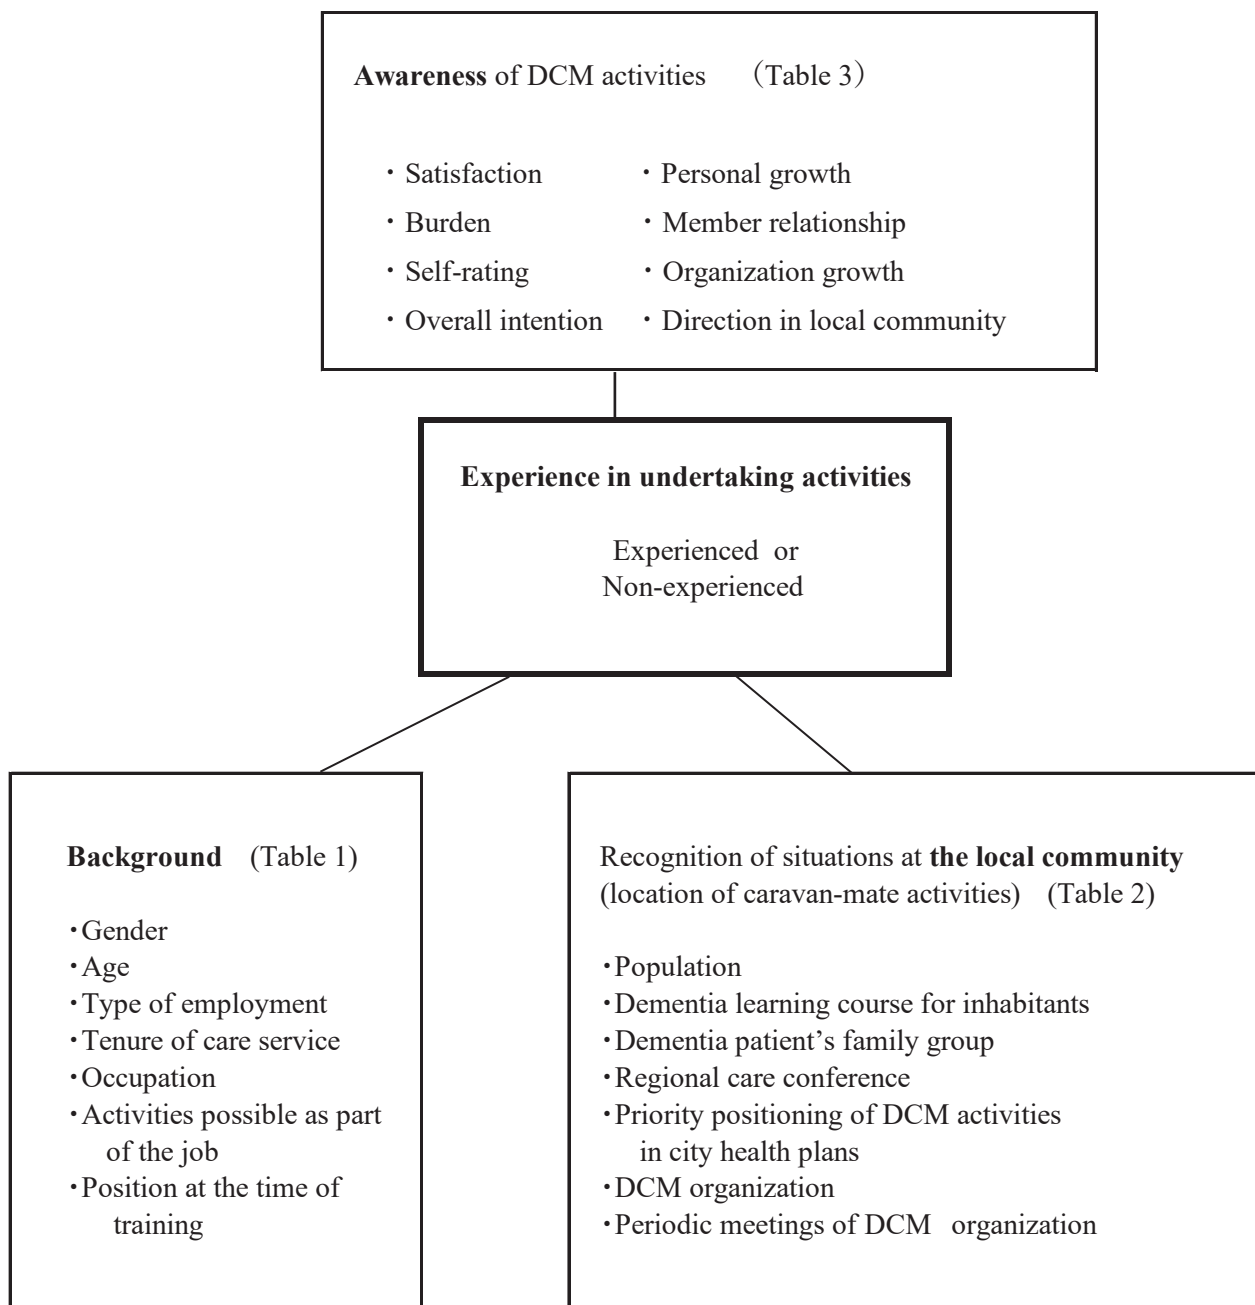 Awareness of DCM activities （Table 3）
・Satisfaction
・Burden
・Self-rating
・Overall intention
・Personal growth
・Member relationship
・Organization growth
・Direction in local community
Experience in undertaking activities
Experienced or
Non-experienced
Background (Table 1)
・Gender
・Age
・Type of employment
・Tenure of care service
・Occupation
・Activities possible as part
of the job
・Position at the time of
training
Recognition of situations at the local community
(location of caravan-mate activities) (Table 2)
・Population
・Dementia learning course for inhabitants
・Dementia patient’s family group
・Regional care conference
・Priority positioning of DCM activities
in city health plans
・DCM organization
・Periodic meetings of DCM organization